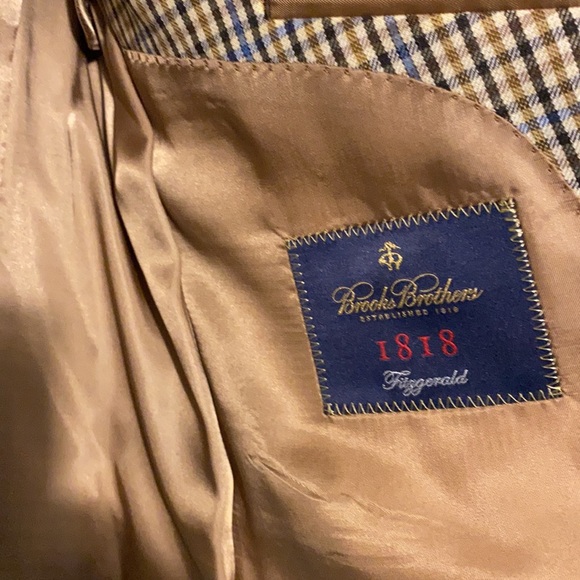 Brooks Brothers
ESTABLISHED 1818
1818
Fitzgerald